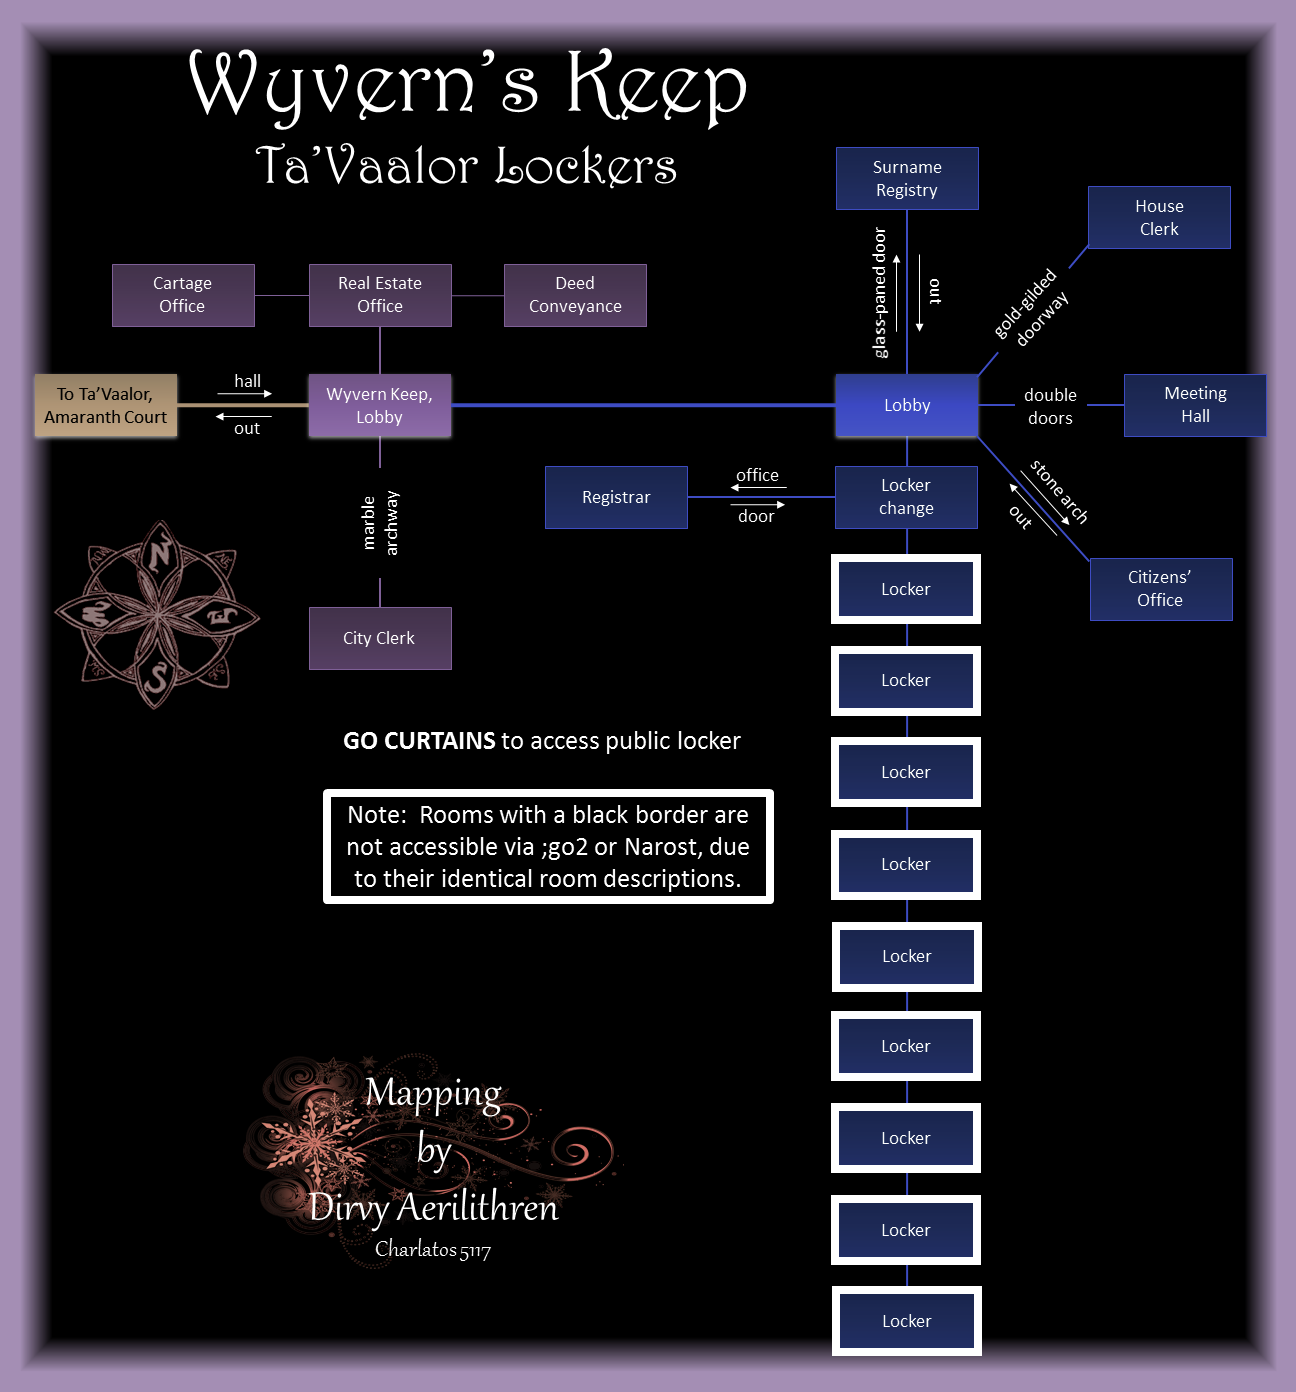 Wyvern's Keep
Ta'Vaalor Lockers
Surname
Registry
House
Clerk
glass-paned door
out
gold-gilded
doorway
Cartage
Office
Real Estate
Office
Deed
Conveyance
To Ta'Vaalor,
Amaranth Court
hall
out
Wyvern Keep,
Lobby
Lobby
double
doors
Meeting
Hall
Registrar
office
door
Locker
change
stone arch
out
marble
archway
Citizens'
Office
N
W
E
S
City Clerk
Locker
Locker
GO CURTAINS to access public locker
Locker
Note:  Rooms with a black border are
not accessible via ;go2 or Narost, due
to their identical room descriptions.
Locker
Locker
Locker
Locker
Locker
Locker
Mapping
by
Dirvy Aerilithren
Charlatos 5117